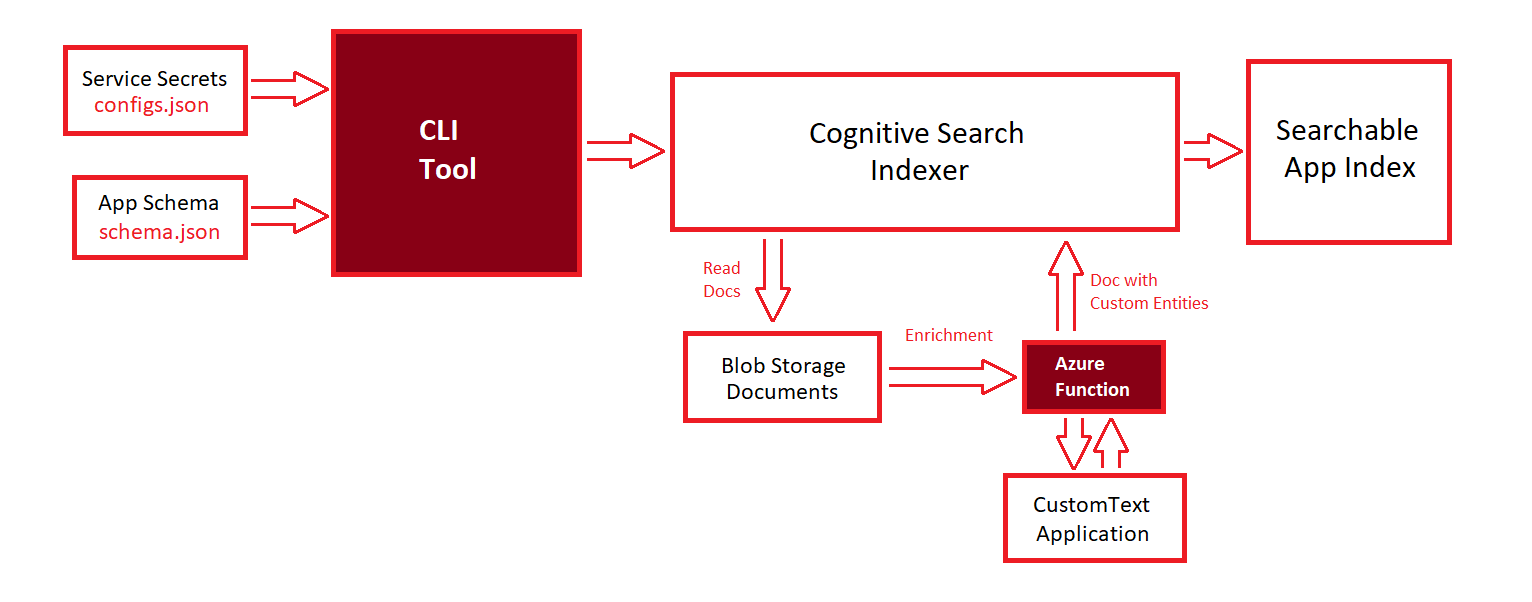 Service Secrets
configs.json
App Schema
schema.json
CLI
Tool
Cognitive Search
Indexer
Searchable
App Index
Read
Docs
Doc with
Custom Entities
Blob Storage
Documents
Enrichment
Azure
Function
CustomText
Application